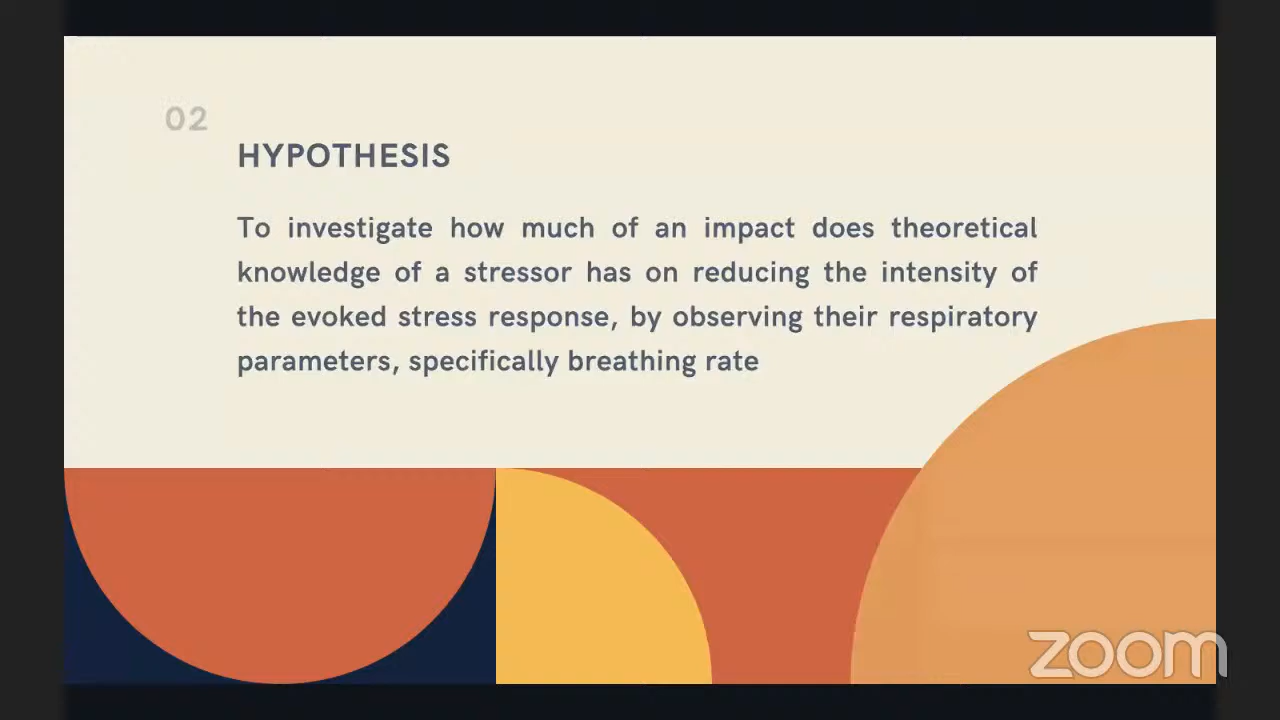 02
HYPOTHESIS
To investigate how much of an impact does theoretical
knowledge of a stressor has on reducing the intensity of
the evoked stress response, by observing their respiratory
parameters, specifically breathing rate
zoom